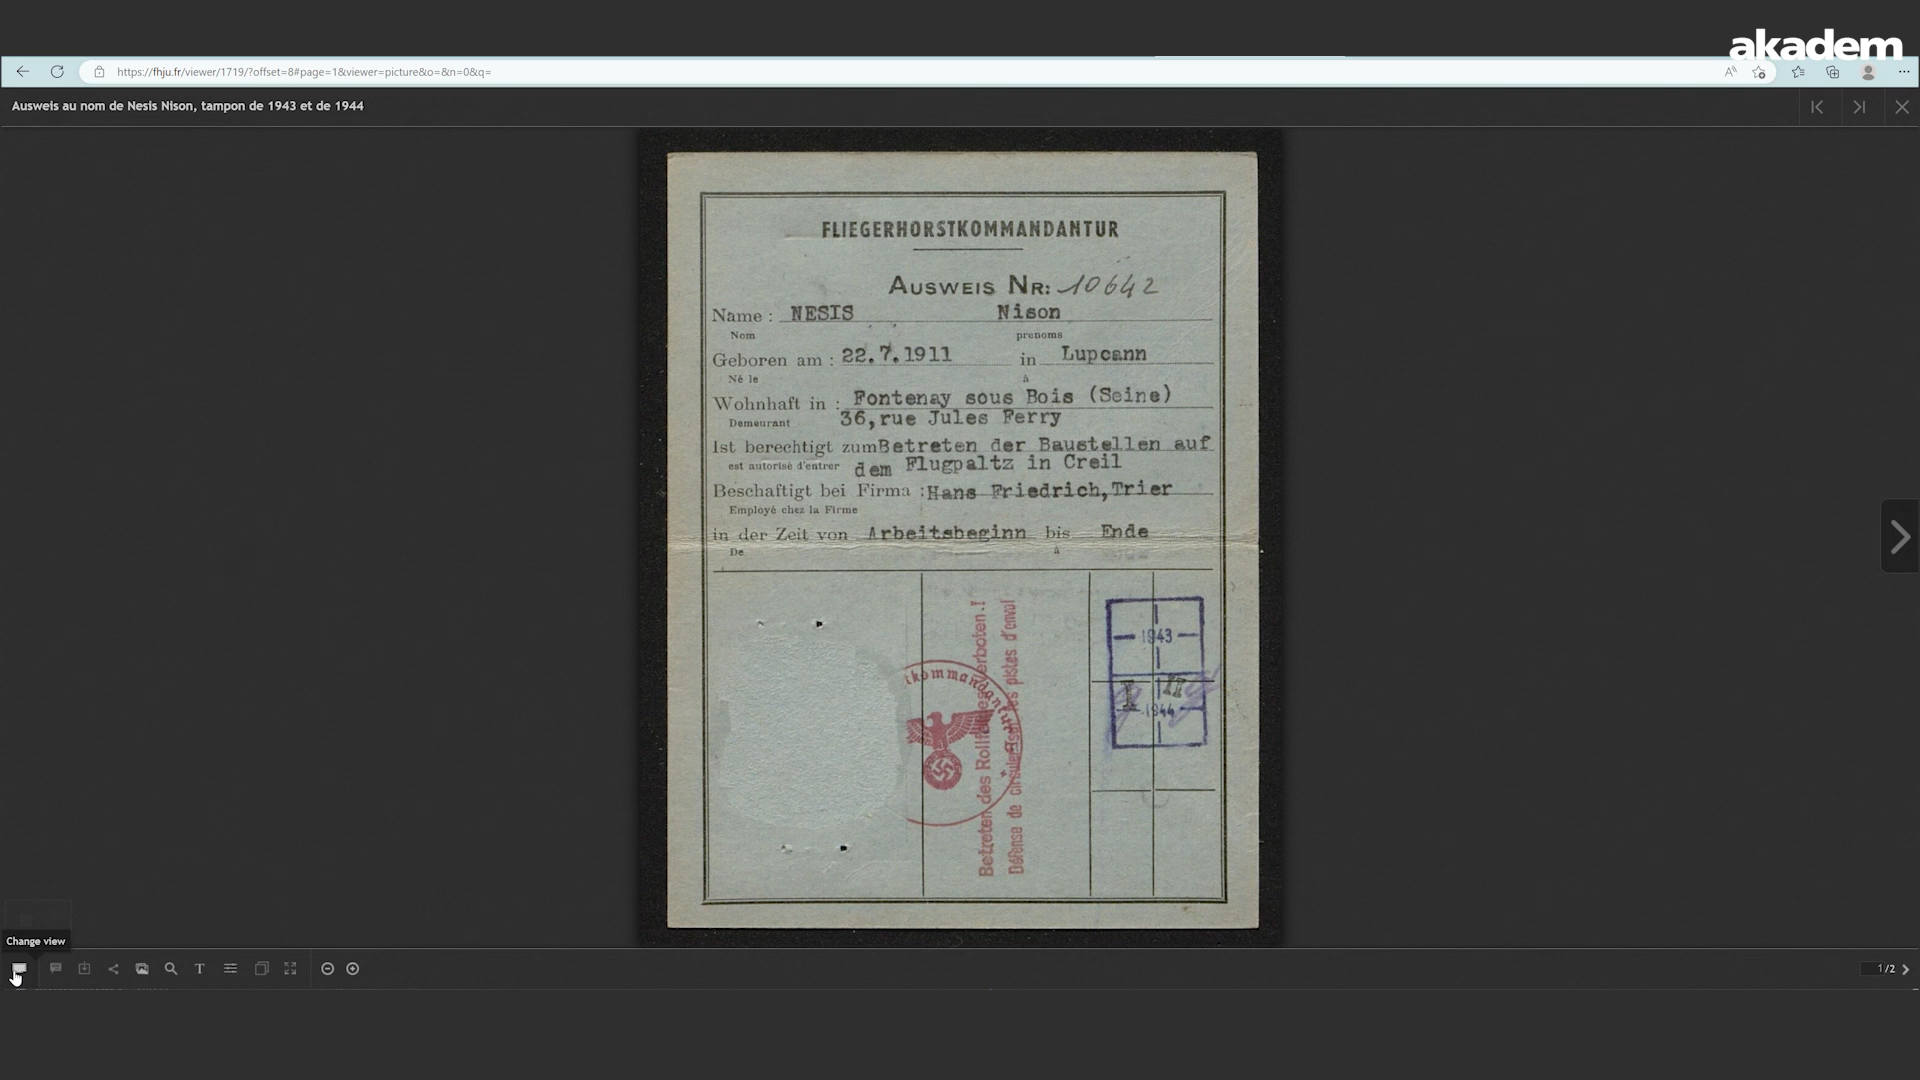 akadem
https://fhju.fr/viewer/1719/?offset=8#page=1&viewer=picture&o=&n=0&q=
Ausweis au nom de Nesis Nison, tampon de 1943 et de 1944
FLIEGERHORSTKOMMANDANTUR
AUSWEIS NR: 10642
Name : NESIS Nison
Nom prenoms
Geboren am : 22.7.1911 in Lupcann
Né le à
Wohnhaft in : Fontenay sous Bois (Seine)
Demeurant 36, rue Jules Ferry
Ist berechtigt zum Betreten der Baustellen auf
est autorisé d'entrer dem Flugpaltz in Creil
Beschaftigt bei Firma : Hans Friedrich, Trier
Employé chez la Firme
in der Zeit von Arbeitsbeginn bis Ende
De à
Betreten des Verboten.!
Défense de circuler les pistes d'envol
tkommandantur
1943
I II
1944
Change view
T
1/2